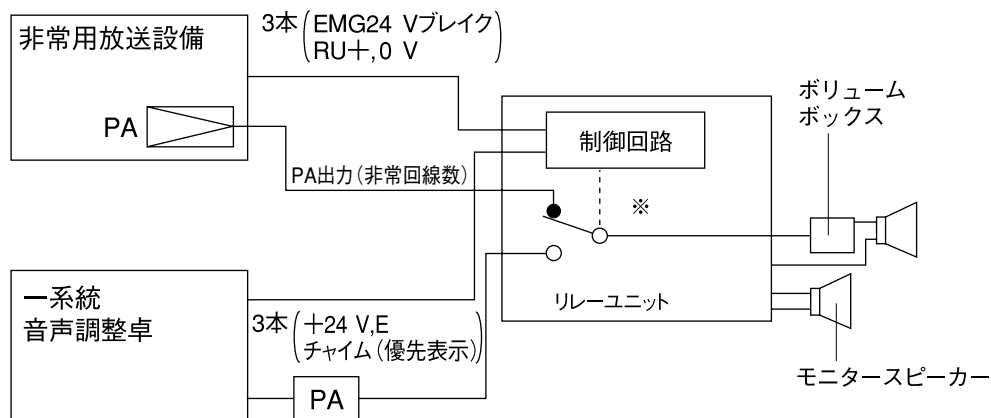 非常用放送設備
PA
3本(EMG24 Vブレイク
RU＋,0 V)
制御回路
PA出力(非常回線数)
※
ボリューム
ボックス
リレーユニット
モニタースピーカー
一系統
音声調整卓
3本(＋24 V,E
チャイム(優先表示))
PA